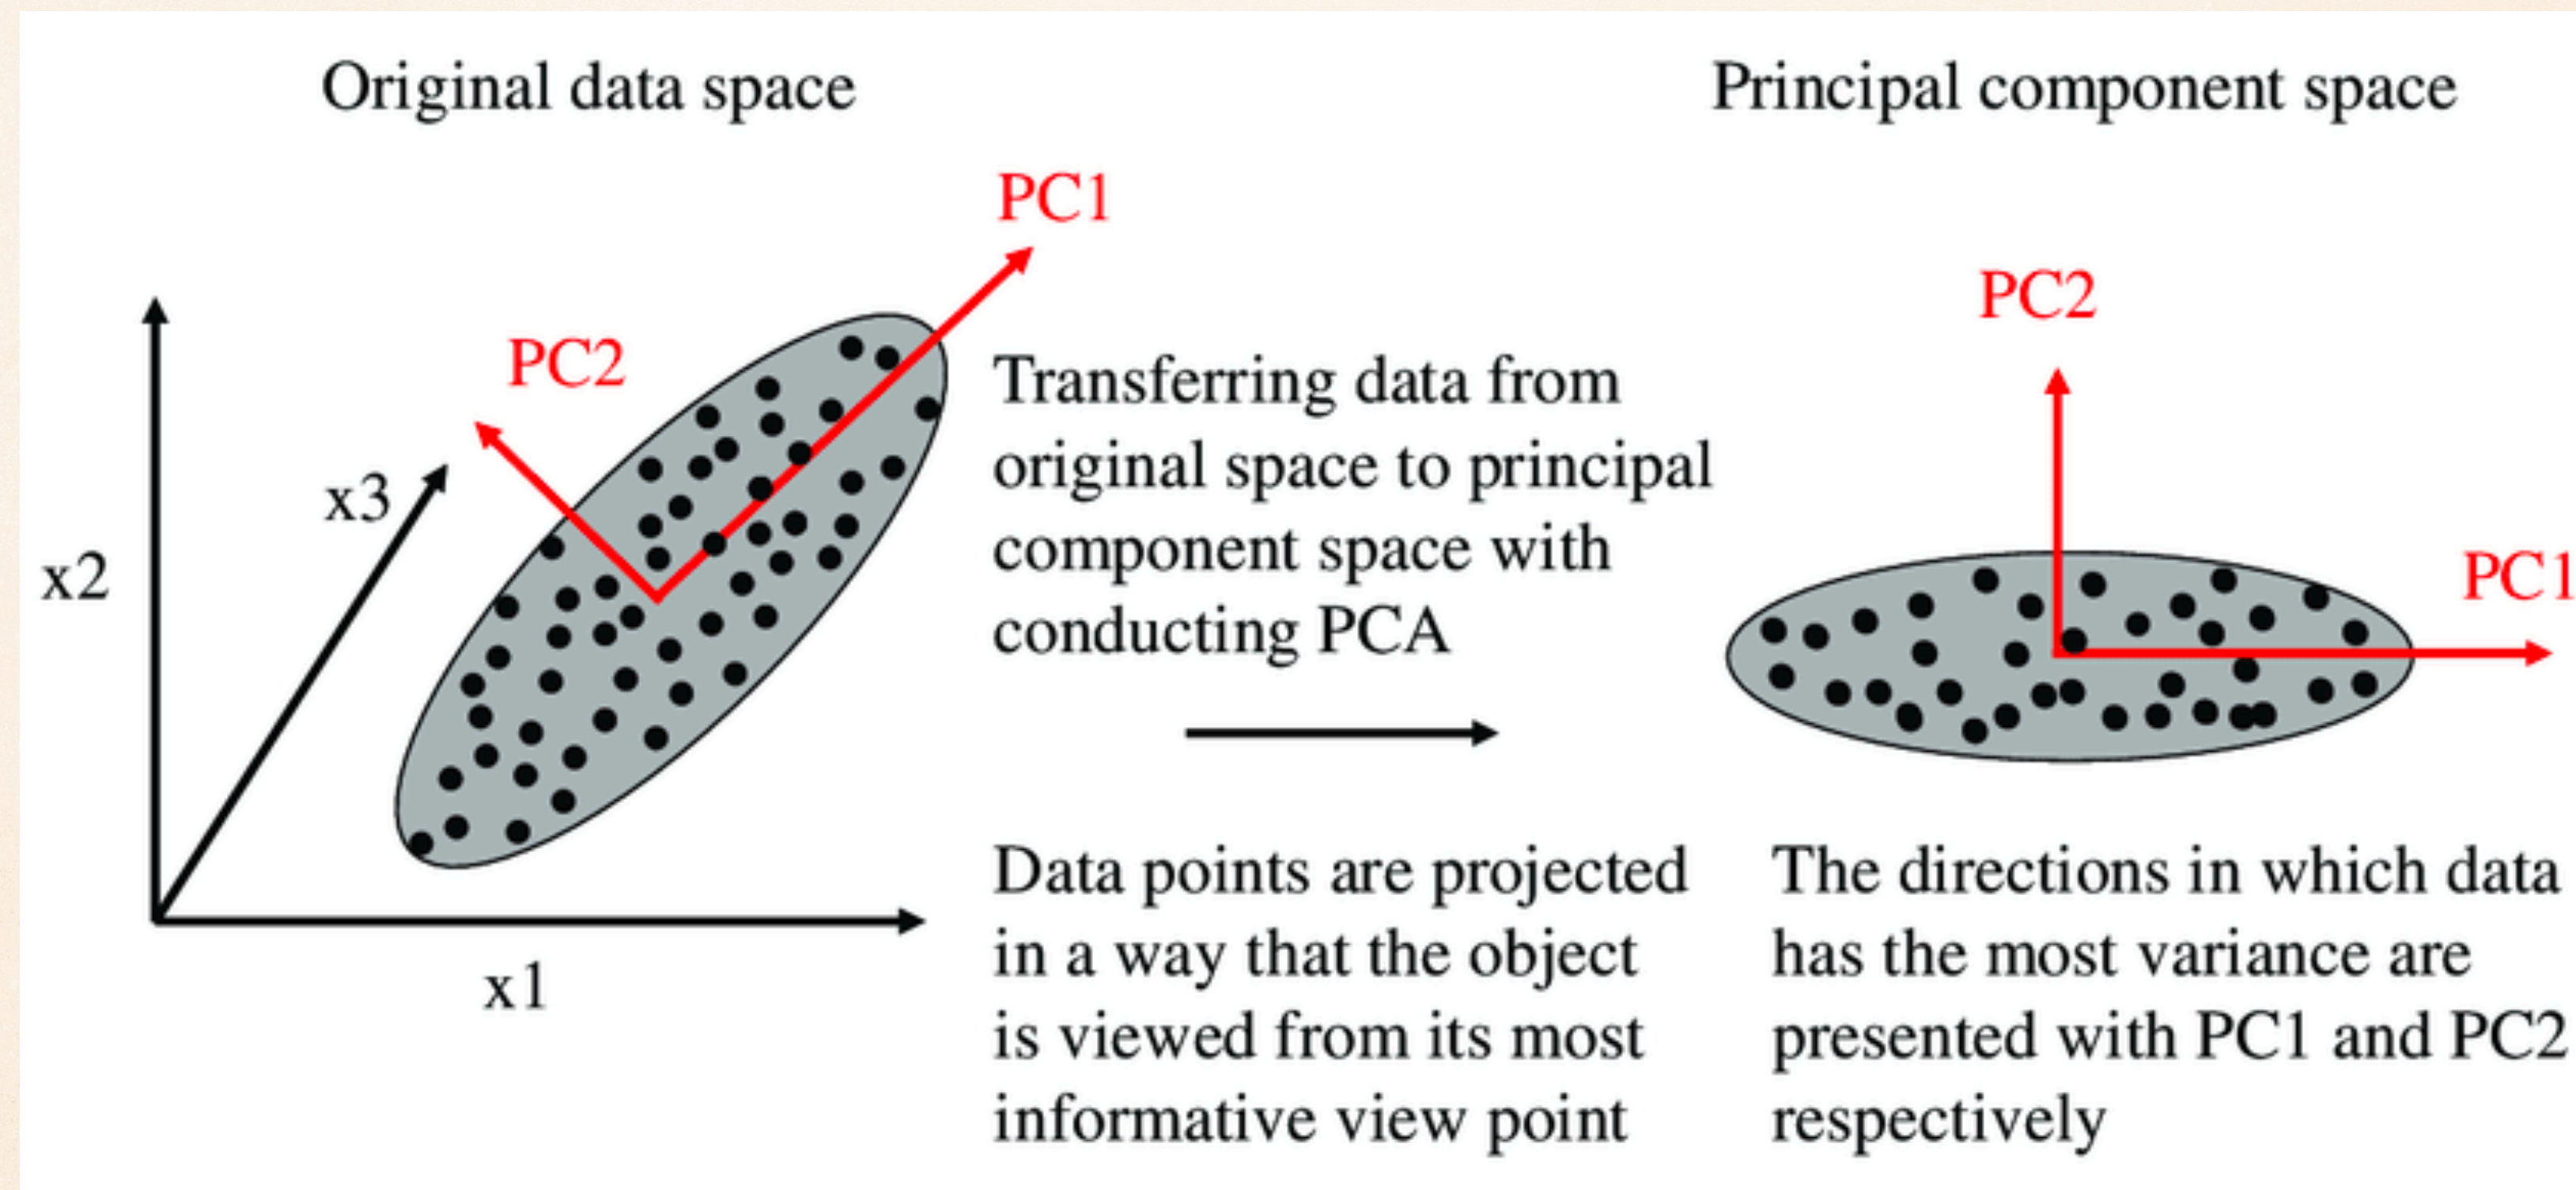 Original data space
Principal component space
PC1
PC2
x3
x2
x1
Transferring data from
original space to principal
component space with
conducting PCA
Data points are projected
in a way that the object
is viewed from its most
informative view point
PC2
PC1
The directions in which data
has the most variance are
presented with PC1 and PC2
respectively